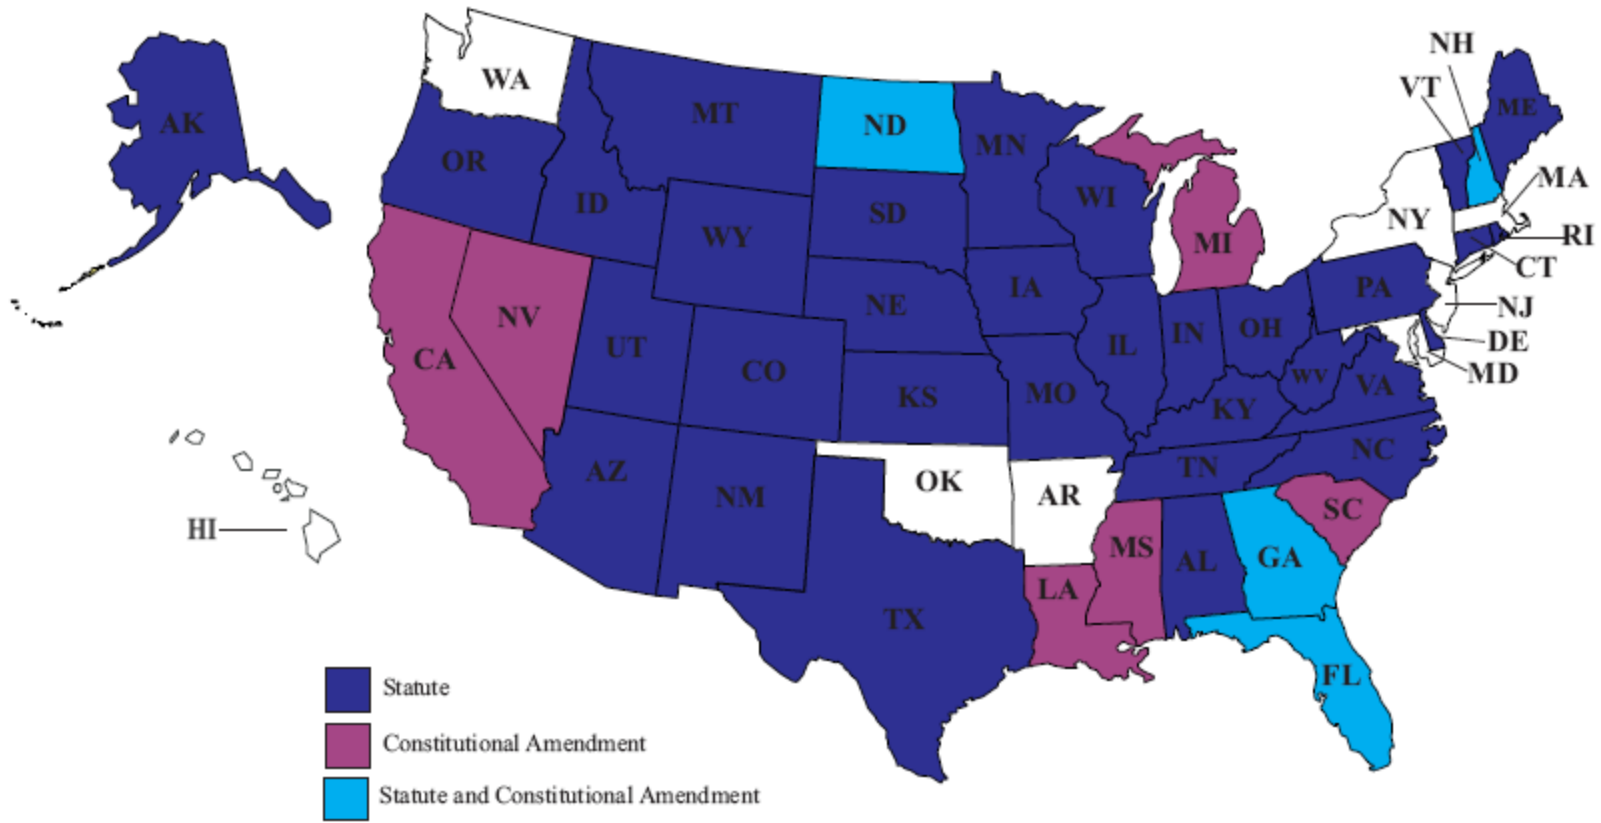 NH
VT
WA
ME
AK
MT
ND
MN
OR
MA
WI
ID
SD
NY
WY
MI
RI
CT
IA
PA
NE
NJ
NV
OH
IN
DE
UT
IL
CA
CO
MD
WV
VA
KS
MO
KY
NC
TN
AZ
OK
NM
AR
SC
HI
MS
GA
AL
LA
TX
FL
Statute
Constitutional Amendment
Statute and Constitutional Amendment